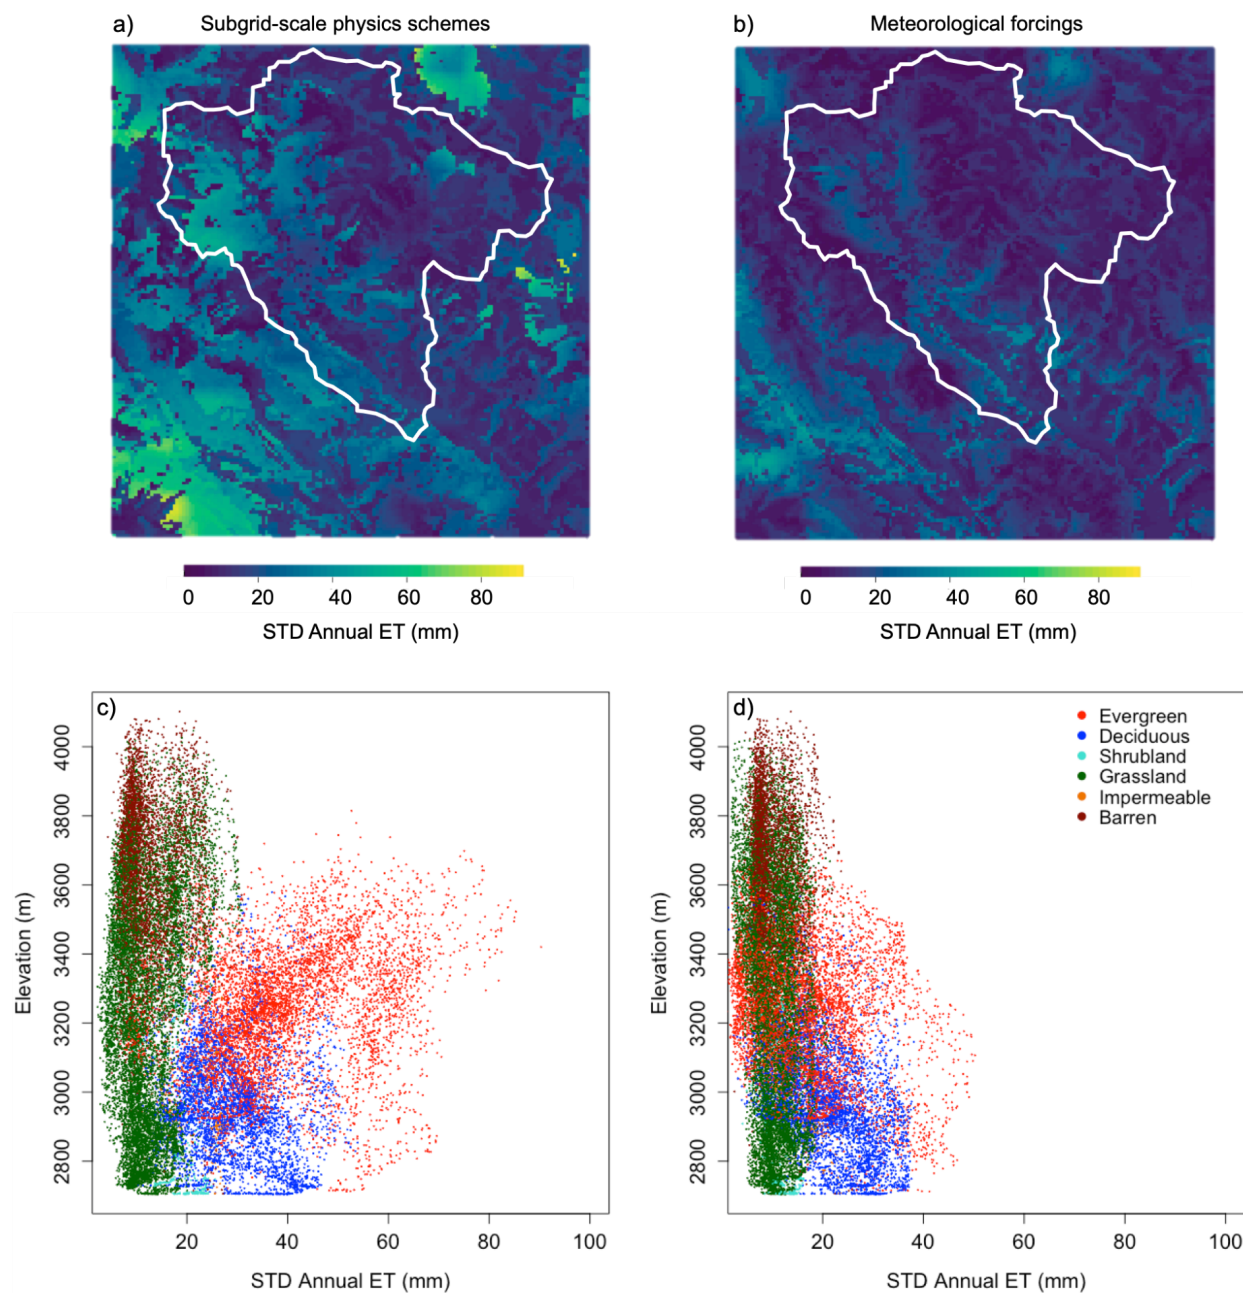 a) Subgrid-scale physics schemes
b) Meteorological forcings
0 20 40 60 80
STD Annual ET (mm)
0 20 40 60 80
STD Annual ET (mm)
c)
Elevation (m)
4000
3800
3600
3400
3200
3000
2800
20 40 60 80 100
STD Annual ET (mm)
d)
Evergreen
Deciduous
Shrubland
Grassland
Impermeable
Barren
Elevation (m)
4000
3800
3600
3400
3200
3000
2800
20 40 60 80 100
STD Annual ET (mm)